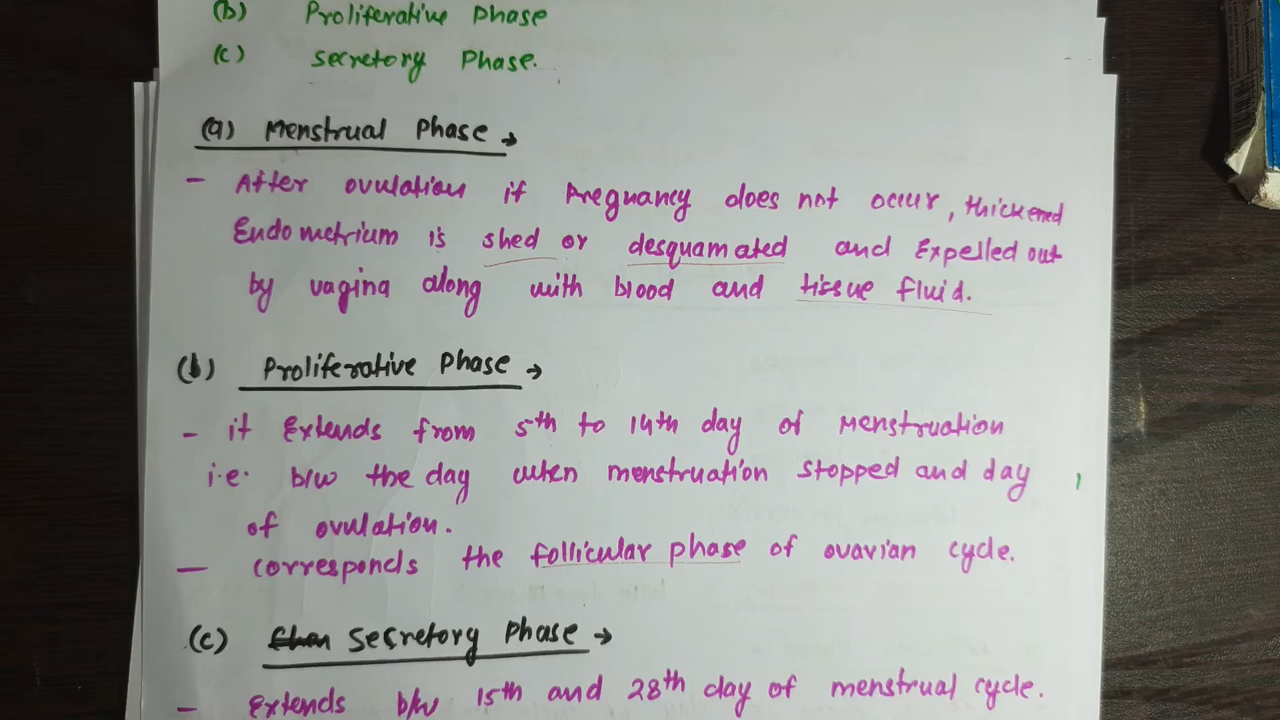 (b) Proliferative Phase
(c) Secretory Phase.
(a) Menstrual Phase →
- After ovulation if Pregnancy does not occur, thickened
Endometrium is shed or desquamated and Expelled out
by vagina along with blood and tissue fluid.
(b) Proliferative Phase →
- it Extends from 5th to 14th day of Menstruation
i.e. b/w the day when menstruation stopped and day
of ovulation.
- corresponds the follicular phase of ovarian cycle.
(c) Secretory Phase →
- Extends b/w 15th and 28th day of menstrual cycle.